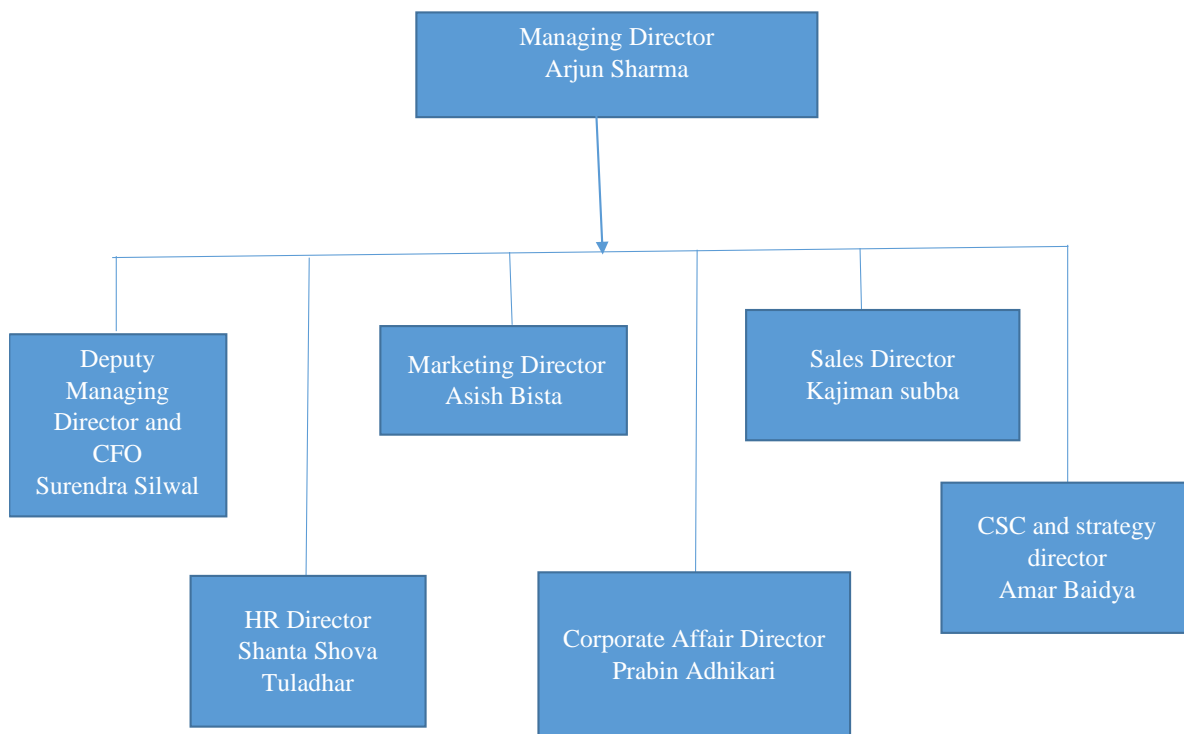 Managing Director
Arjun Sharma
Deputy
Managing
Director and
CFO
Surendra Silwal
Marketing Director
Asish Bista
Sales Director
Kajiman subba
CSC and strategy
director
Amar Baidya
HR Director
Shanta Shova
Tuladhar
Corporate Affair Director
Prabin Adhikari